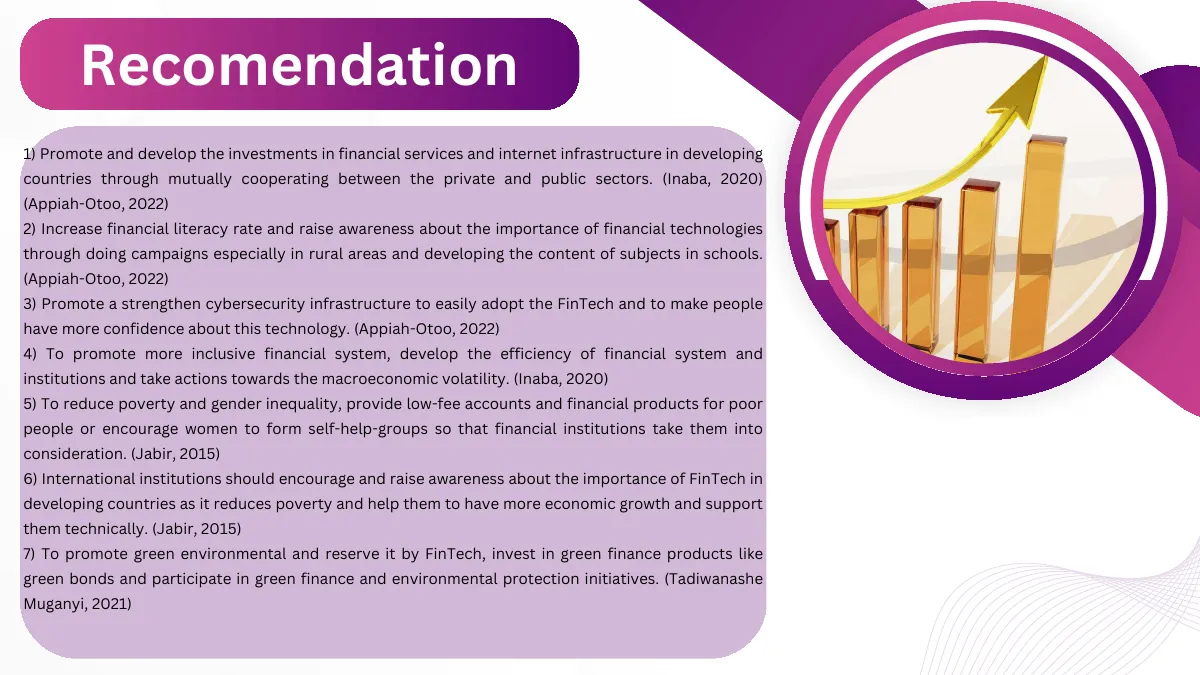 Recomendation
1) Promote and develop the investments in financial services and internet infrastructure in developing
countries through mutually cooperating between the private and public sectors. (Inaba, 2020)
(Appiah-Otoo, 2022)
2) Increase financial literacy rate and raise awareness about the importance of financial technologies
through doing campaigns especially in rural areas and developing the content of subjects in schools.
(Appiah-Otoo, 2022)
3) Promote a strengthen cybersecurity infrastructure to easily adopt the FinTech and to make people
have more confidence about this technology. (Appiah-Otoo, 2022)
4) To promote more inclusive financial system, develop the efficiency of financial system and
institutions and take actions towards the macroeconomic volatility. (Inaba, 2020)
5) To reduce poverty and gender inequality, provide low-fee accounts and financial products for poor
people or encourage women to form self-help-groups so that financial institutions take them into
consideration. (Jabir, 2015)
6) International institutions should encourage and raise awareness about the importance of FinTech in
developing countries as it reduces poverty and help them to have more economic growth and support
them technically. (Jabir, 2015)
7) To promote green environmental and reserve it by FinTech, invest in green finance products like
green bonds and participate in green finance and environmental protection initiatives. (Tadiwanashe
Muganyi, 2021)